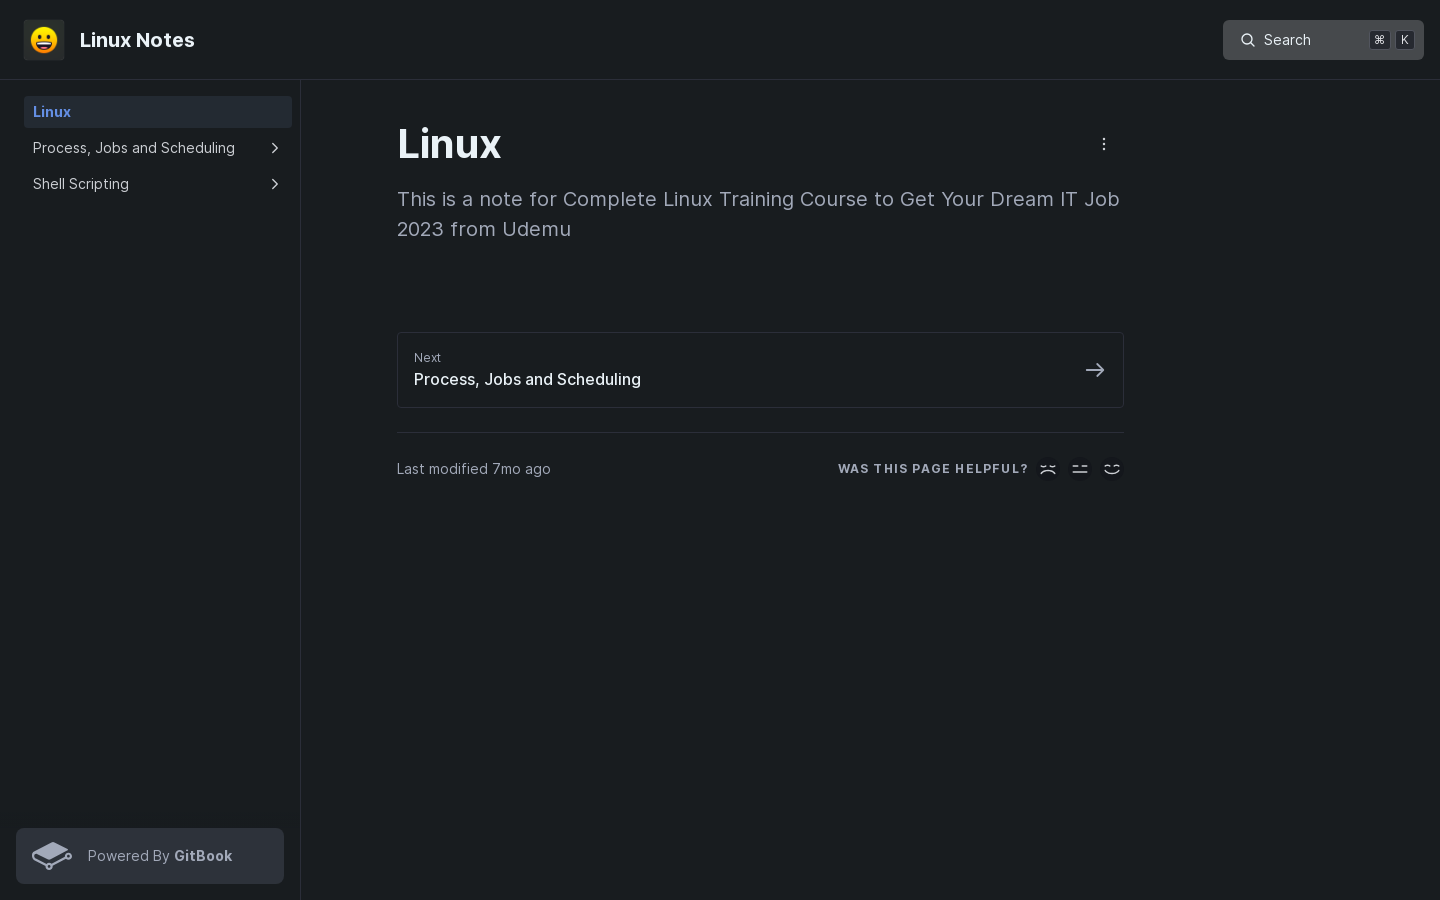 Linux Notes
Search
⌘ K
Linux
Process, Jobs and Scheduling
Shell Scripting
Linux
This is a note for Complete Linux Training Course to Get Your Dream IT Job
2023 from Udemu
Next
Process, Jobs and Scheduling
Last modified 7mo ago
WAS THIS PAGE HELPFUL?
Powered By GitBook